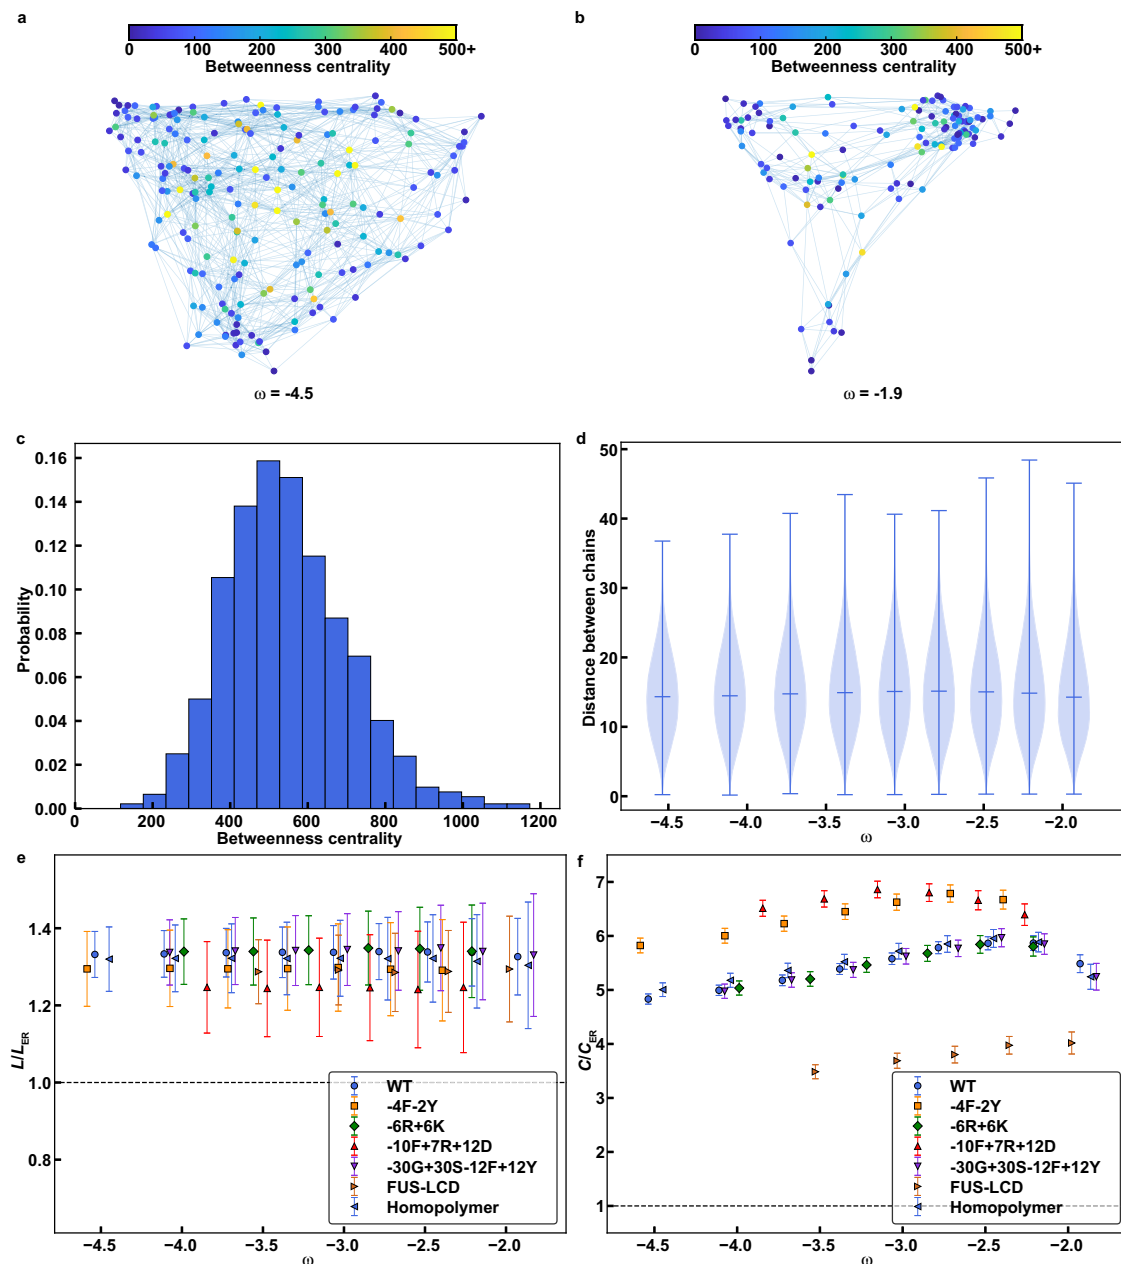 a
0 100 200 300 400 500+
Betweenness centrality
ω = -4.5
b
0 100 200 300 400 500+
Betweenness centrality
ω = -1.9
c
0.16
0.14
0.12
0.10
0.08
0.06
0.04
0.02
0.00
Probability
0 200 400 600 800 1000 1200
Betweenness centrality
d
50
40
30
20
10
0
Distance between chains
−4.5 −4.0 −3.5 −3.0 −2.5 −2.0
ω
e
1.4
1.2
1.0
0.8
L/L_ER
WT
-4F-2Y
-6R+6K
-10F+7R+12D
-30G+30S-12F+12Y
FUS-LCD
Homopolymer
−4.5 −4.0 −3.5 −3.0 −2.5 −2.0
ω
f
7
6
5
4
3
2
1
C/C_ER
WT
-4F-2Y
-6R+6K
-10F+7R+12D
-30G+30S-12F+12Y
FUS-LCD
Homopolymer
−4.5 −4.0 −3.5 −3.0 −2.5 −2.0
ω